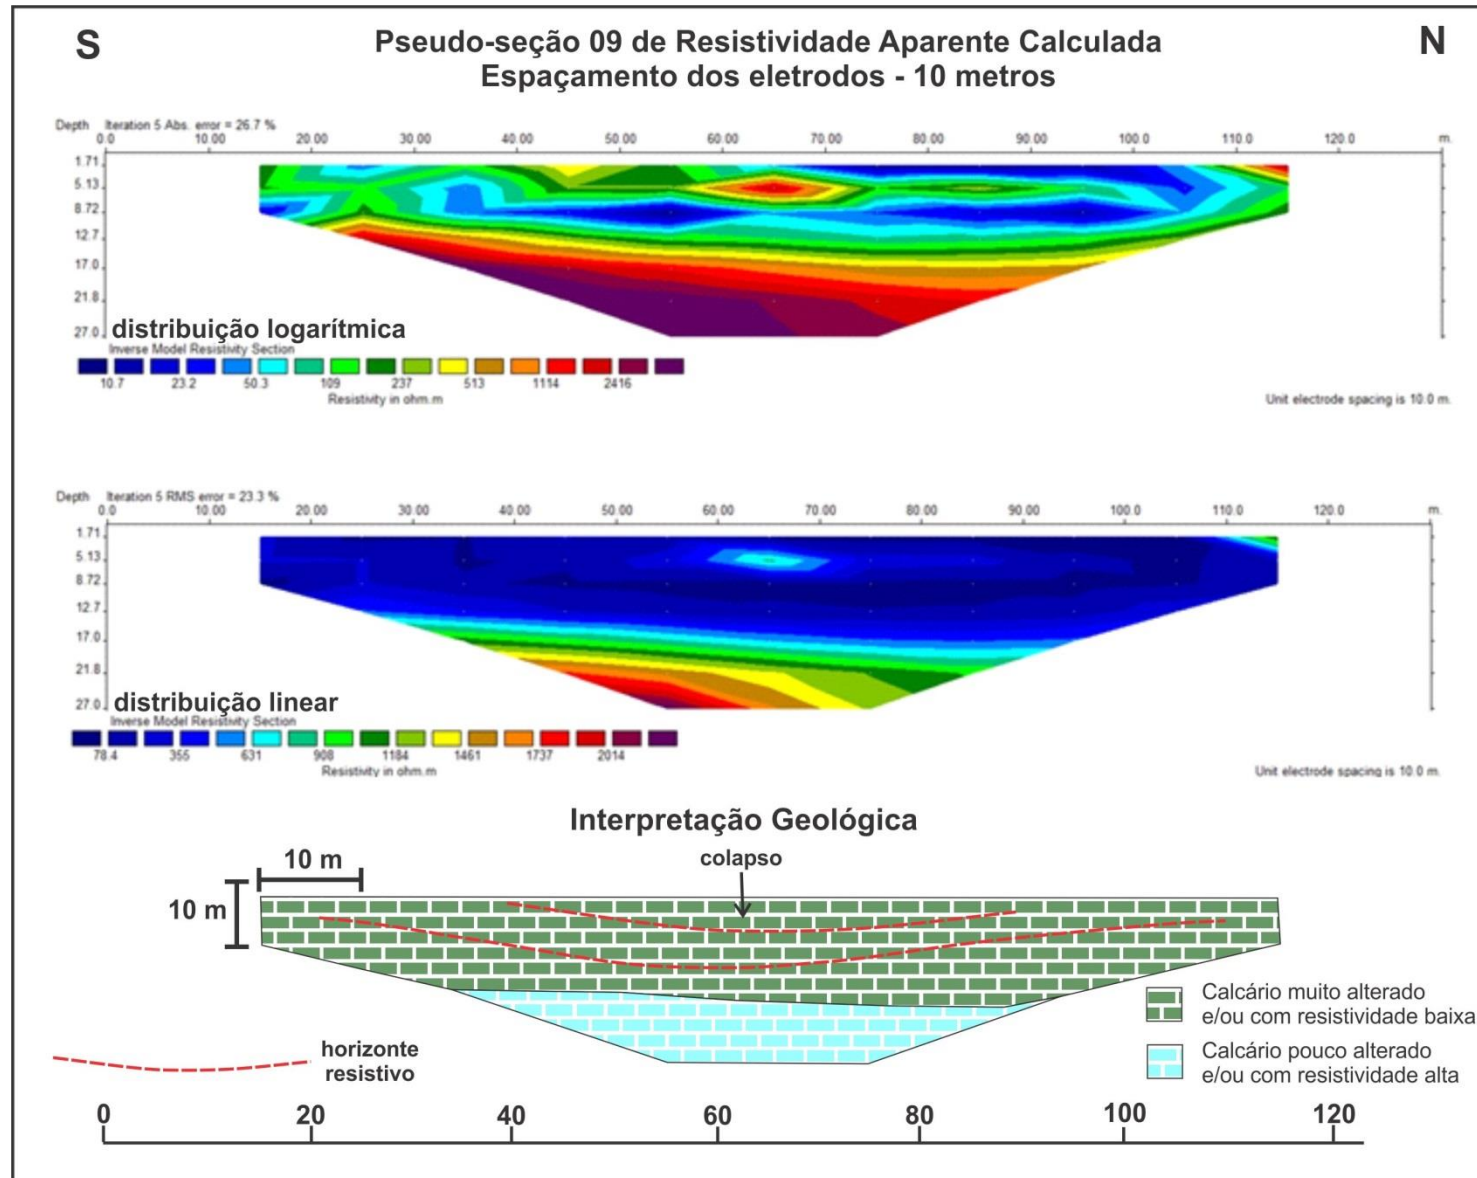 S
Pseudo-seção 09 de Resistividade Aparente Calculada
N
Espaçamento dos eletrodos - 10 metros
Depth Iteration 5 Abs. error = 26.7 %
0.0 10.00 20.00 30.00 40.00 50.00 60.00 70.00 80.00 90.00 100.0 110.0 120.0 m.
1.71
5.13
8.72
12.7
17.0
21.8
27.0
distribuição logarítmica
Inverse Model Resistivity Section
10.7 23.2 50.3 109 237 513 1114 2416
Resistivity in ohm.m
Unit electrode spacing is 10.0 m.
Depth Iteration 5 RMS error = 23.3 %
0.0 10.00 20.00 30.00 40.00 50.00 60.00 70.00 80.00 90.00 100.0 110.0 120.0 m.
1.71
5.13
8.72
12.7
17.0
21.8
27.0
distribuição linear
Inverse Model Resistivity Section
78.4 355 631 908 1184 1461 1737 2014
Resistivity in ohm.m
Unit electrode spacing is 10.0 m.
Interpretação Geológica
10 m
colapso
10 m
Calcário muito alterado
e/ou com resistividade baixa
Calcário pouco alterado
e/ou com resistividade alta
horizonte
resistivo
0 20 40 60 80 100 120